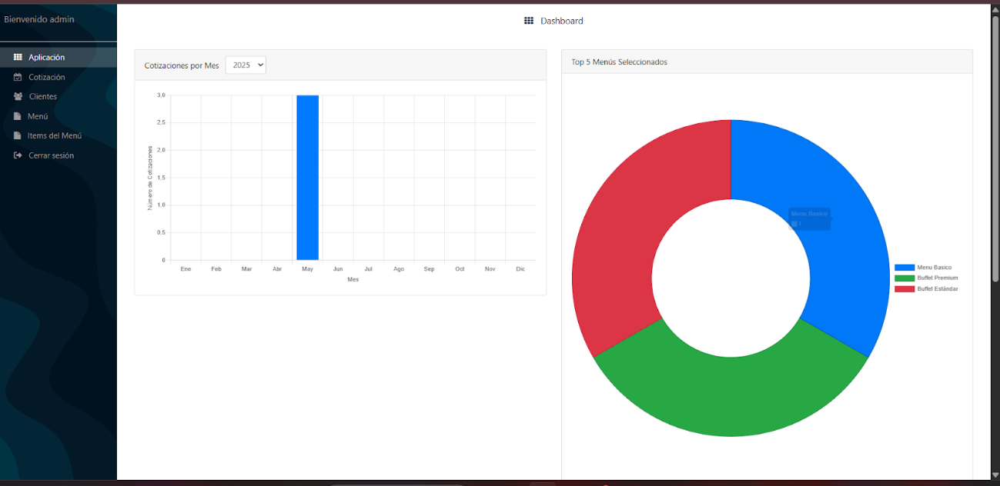 Bienvenido admin
Aplicación
Cotización
Clientes
Menú
Items del Menú
Cerrar sesión
Dashboard
Cotizaciones por Mes 2025
3,0
2,5
2,0
1,5
1,0
0,5
0
Número de Cotizaciones
Ene Feb Mar Abr May Jun Jul Ago Sep Oct Nov Dic
Mes
Top 5 Menús Seleccionados
Menu Basico
1
Menu Basico
Buffet Premium
Buffet Estándar